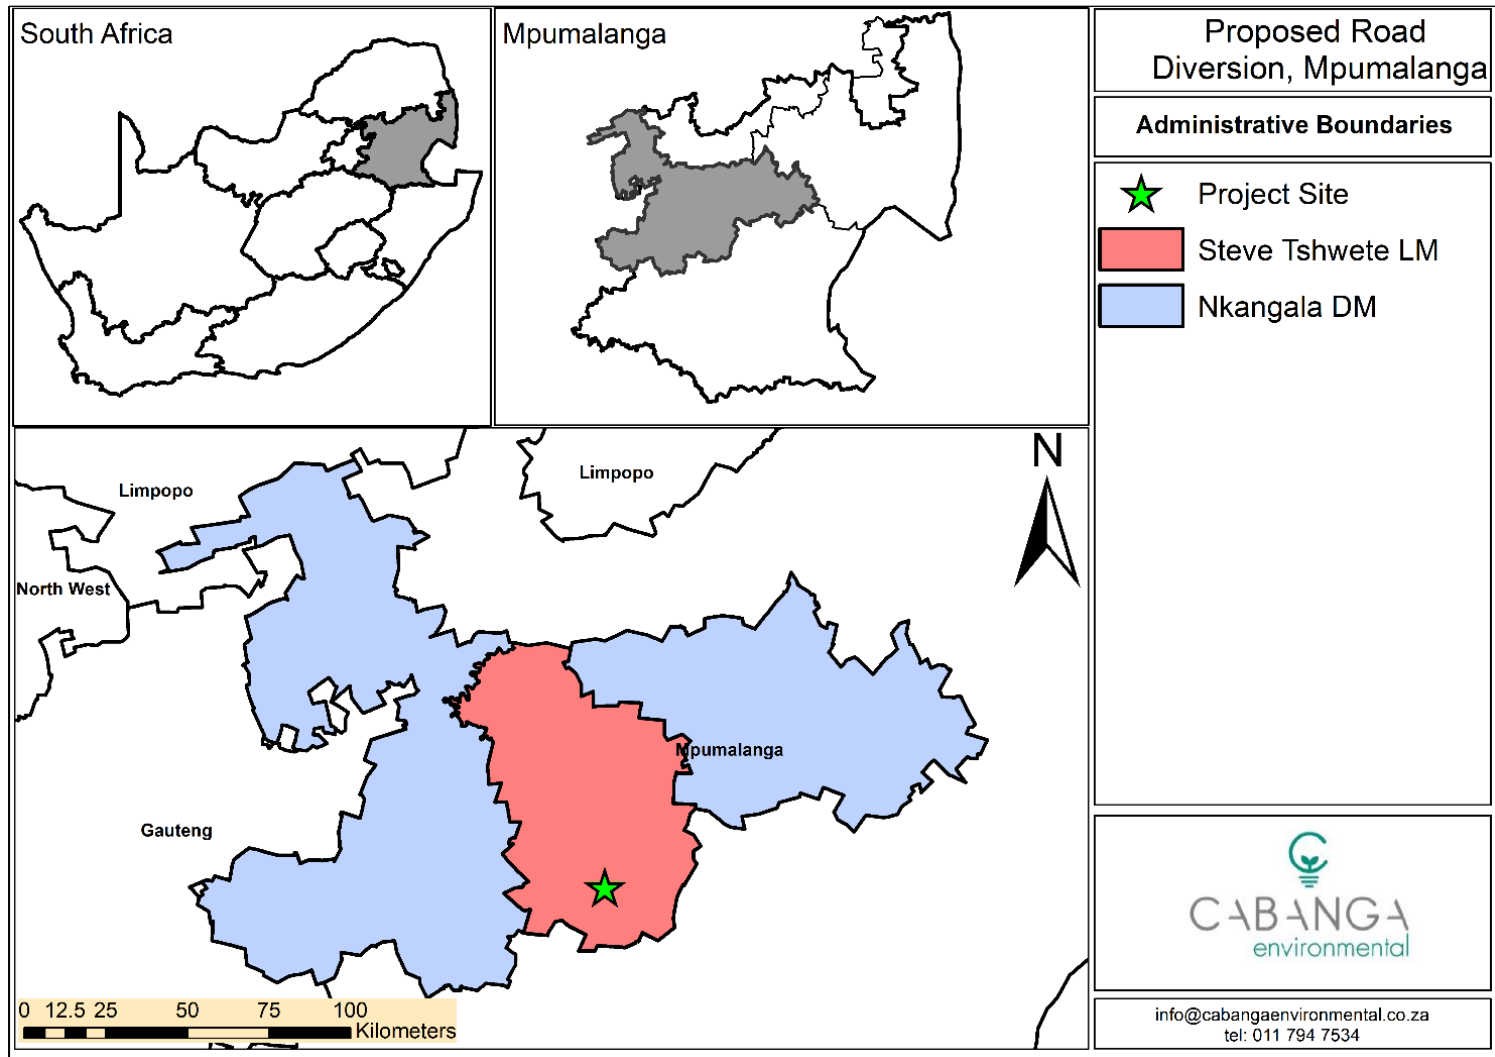 South Africa
Mpumalanga
Proposed Road
Diversion, Mpumalanga
Administrative Boundaries
Project Site
Steve Tshwete LM
Nkangala DM
Limpopo
Limpopo
N
North West
Mpumalanga
Gauteng
0 12.5 25 50 75 100
Kilometers
CABANGA
environmental
info@cabangaenvironmental.co.za
tel: 011 794 7534